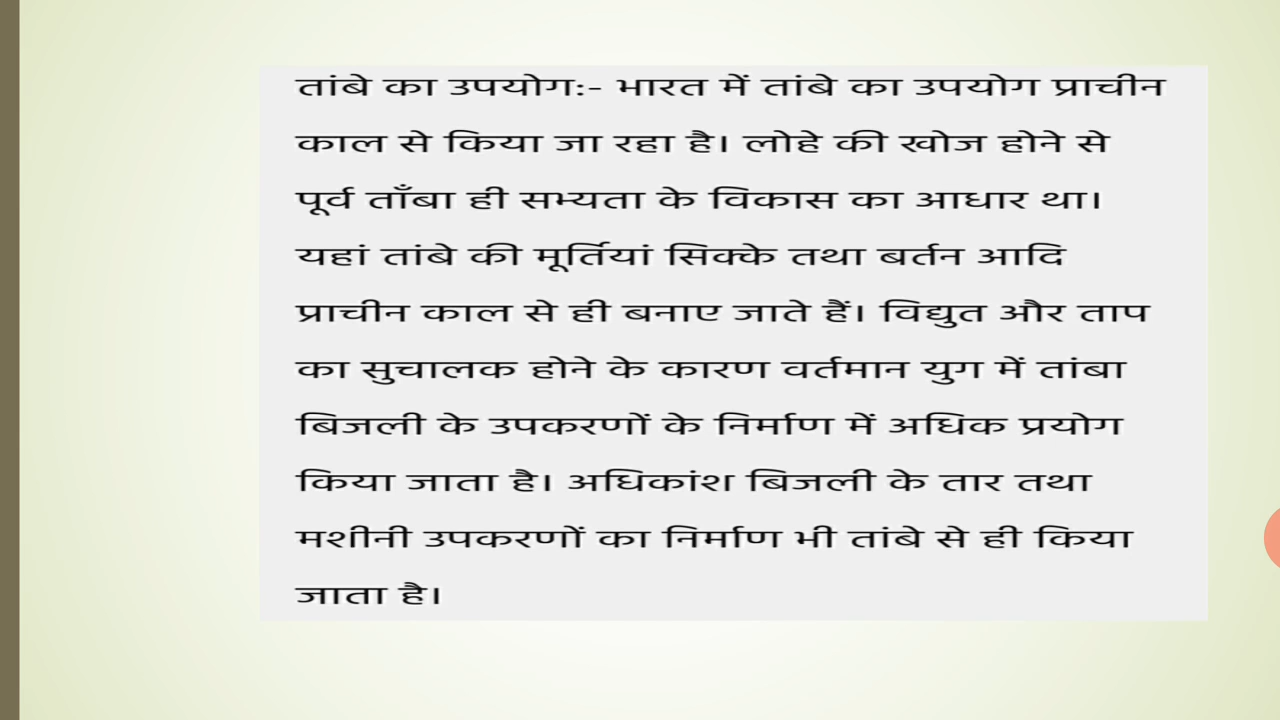 तांबे का उपयोग:- भारत में तांबे का उपयोग प्राचीन
काल से किया जा रहा है। लोहे की खोज होने से
पूर्व ताँबा ही सभ्यता के विकास का आधार था।
यहां तांबे की मूर्तियां सिक्के तथा बर्तन आदि
प्राचीन काल से ही बनाए जाते हैं। विद्युत और ताप
का सुचालक होने के कारण वर्तमान युग में तांबा
बिजली के उपकरणों के निर्माण में अधिक प्रयोग
किया जाता है। अधिकांश बिजली के तार तथा
मशीनी उपकरणों का निर्माण भी तांबे से ही किया
जाता है।